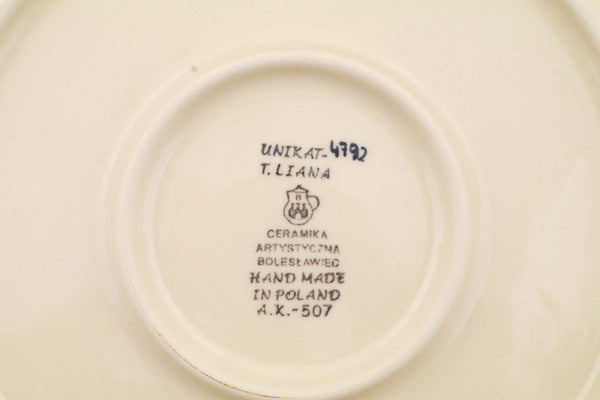 UNIKAT-4792
T. LIANA
B
CERAMIKA
ARTYSTYCZNA
BOLESŁAWIEC
HAND MADE
IN POLAND
A.K.-507